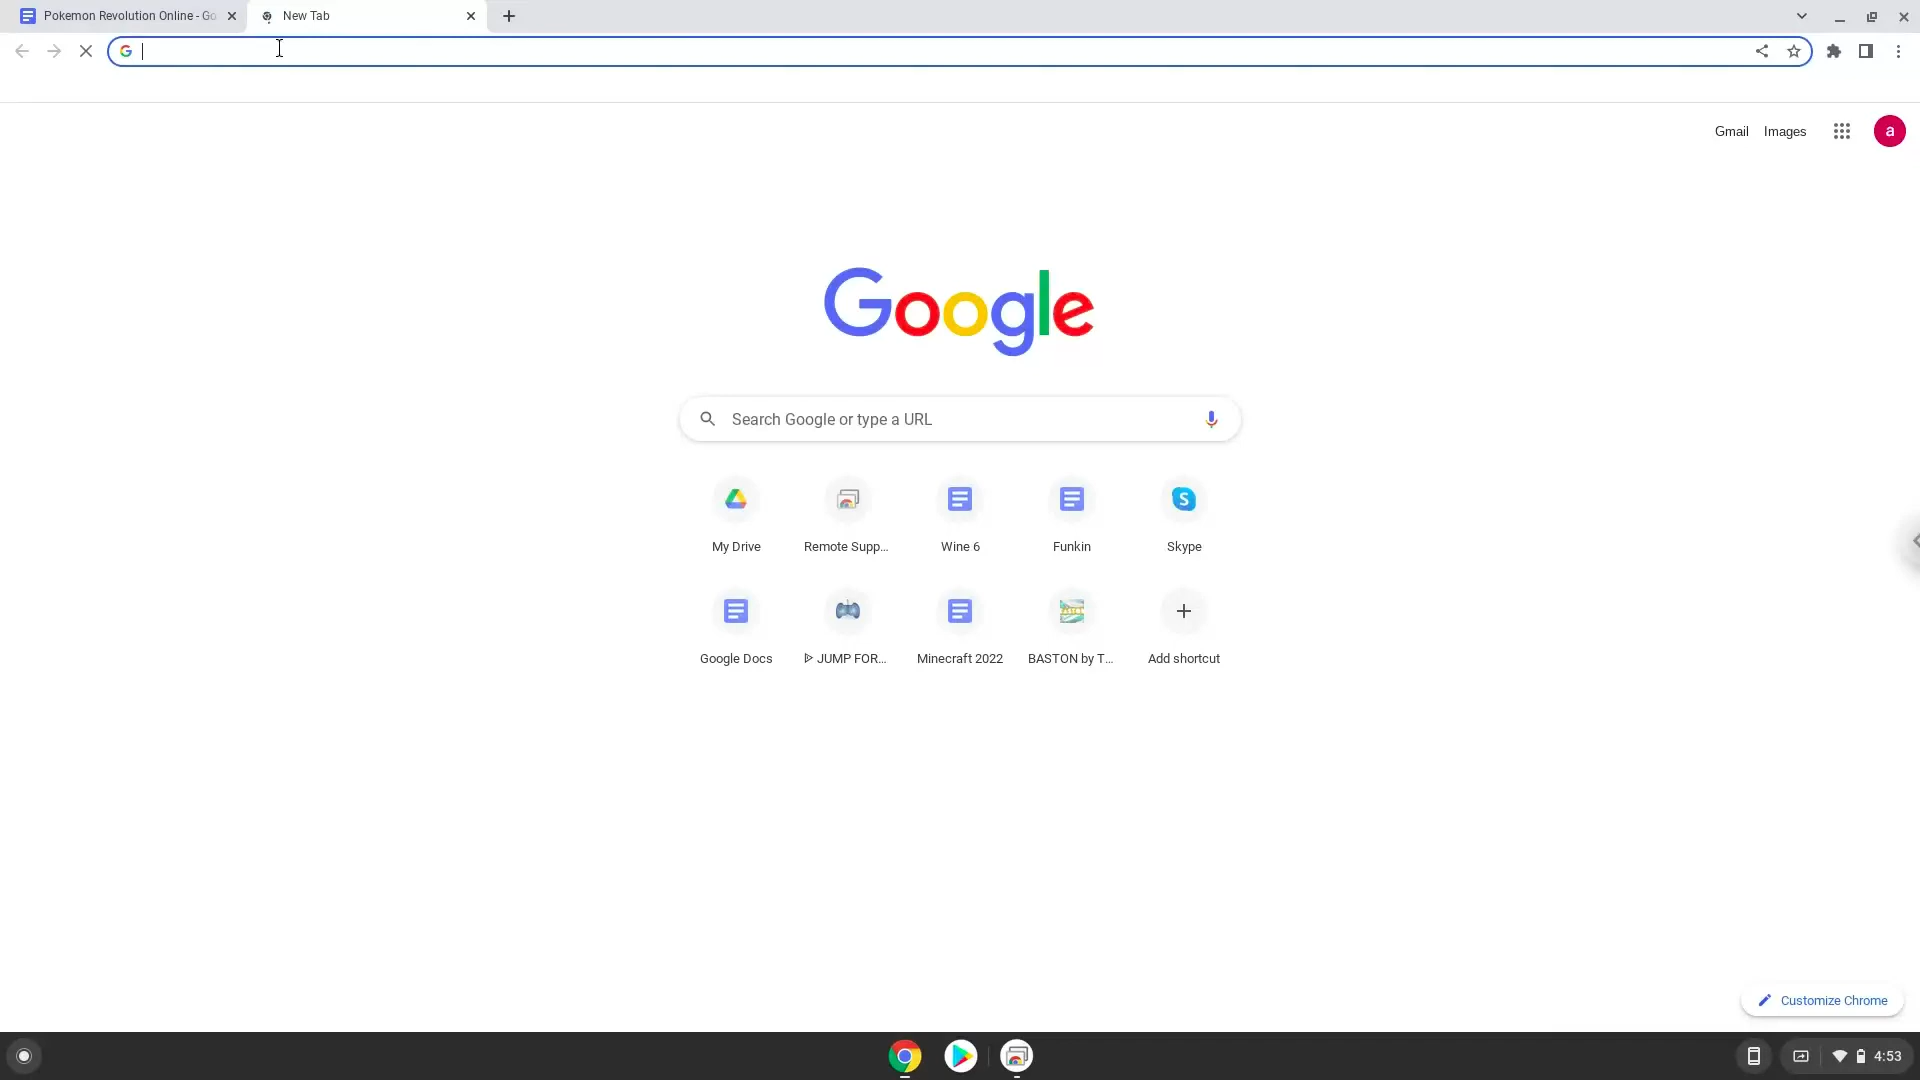 Pokemon Revolution Online - Go
New Tab
Gmail
Images
a
Google
Search Google or type a URL
My Drive
Remote Supp...
Wine 6
Funkin
Skype
Google Docs
JUMP FOR...
Minecraft 2022
BASTON by T...
Add shortcut
Customize Chrome
4:53